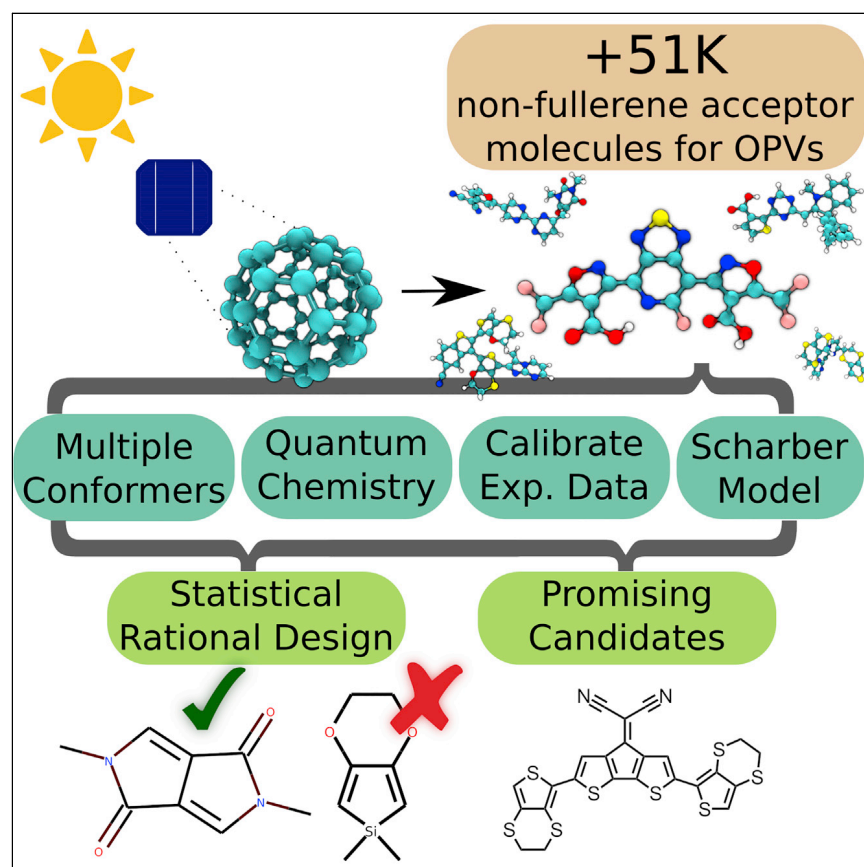 +51K
non-fullerene acceptor
molecules for OPVs
Multiple
Conformers
Quantum
Chemistry
Calibrate
Exp. Data
Scharber
Model
Statistical
Rational Design
Promising
Candidates
O
N
N
O
O
O
Si
N
N
S
S
S
S
S
S
S
S